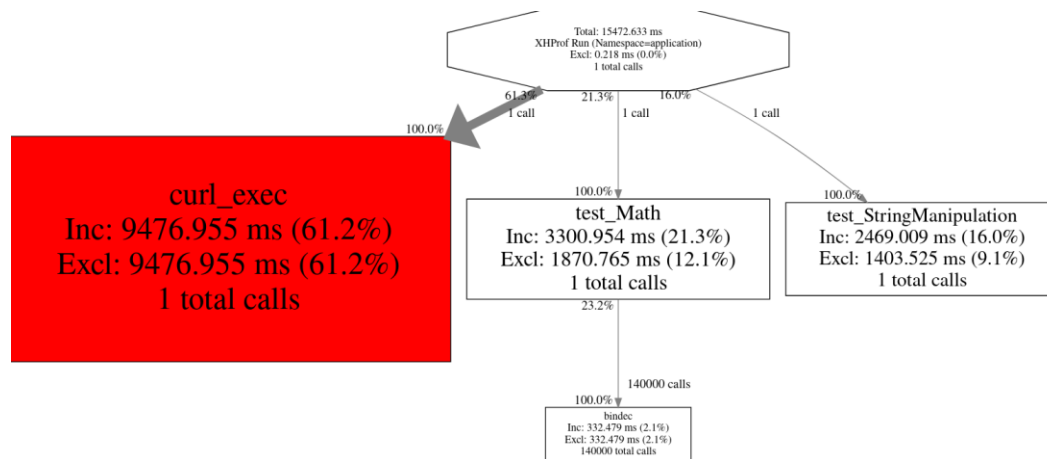 Total: 15472.633 ms
XHProf Run (Namespace=application)
Excl: 0.218 ms (0.0%)
1 total calls
61.3%
21.3%
16.0%
1 call
1 call
1 call
100.0%
curl_exec
Inc: 9476.955 ms (61.2%)
Excl: 9476.955 ms (61.2%)
1 total calls
100.0%
test_Math
Inc: 3300.954 ms (21.3%)
Excl: 1870.765 ms (12.1%)
1 total calls
100.0%
test_StringManipulation
Inc: 2469.009 ms (16.0%)
Excl: 1403.525 ms (9.1%)
1 total calls
23.2%
140000 calls
100.0%
bindec
Inc: 332.479 ms (2.1%)
Excl: 332.479 ms (2.1%)
140000 total calls